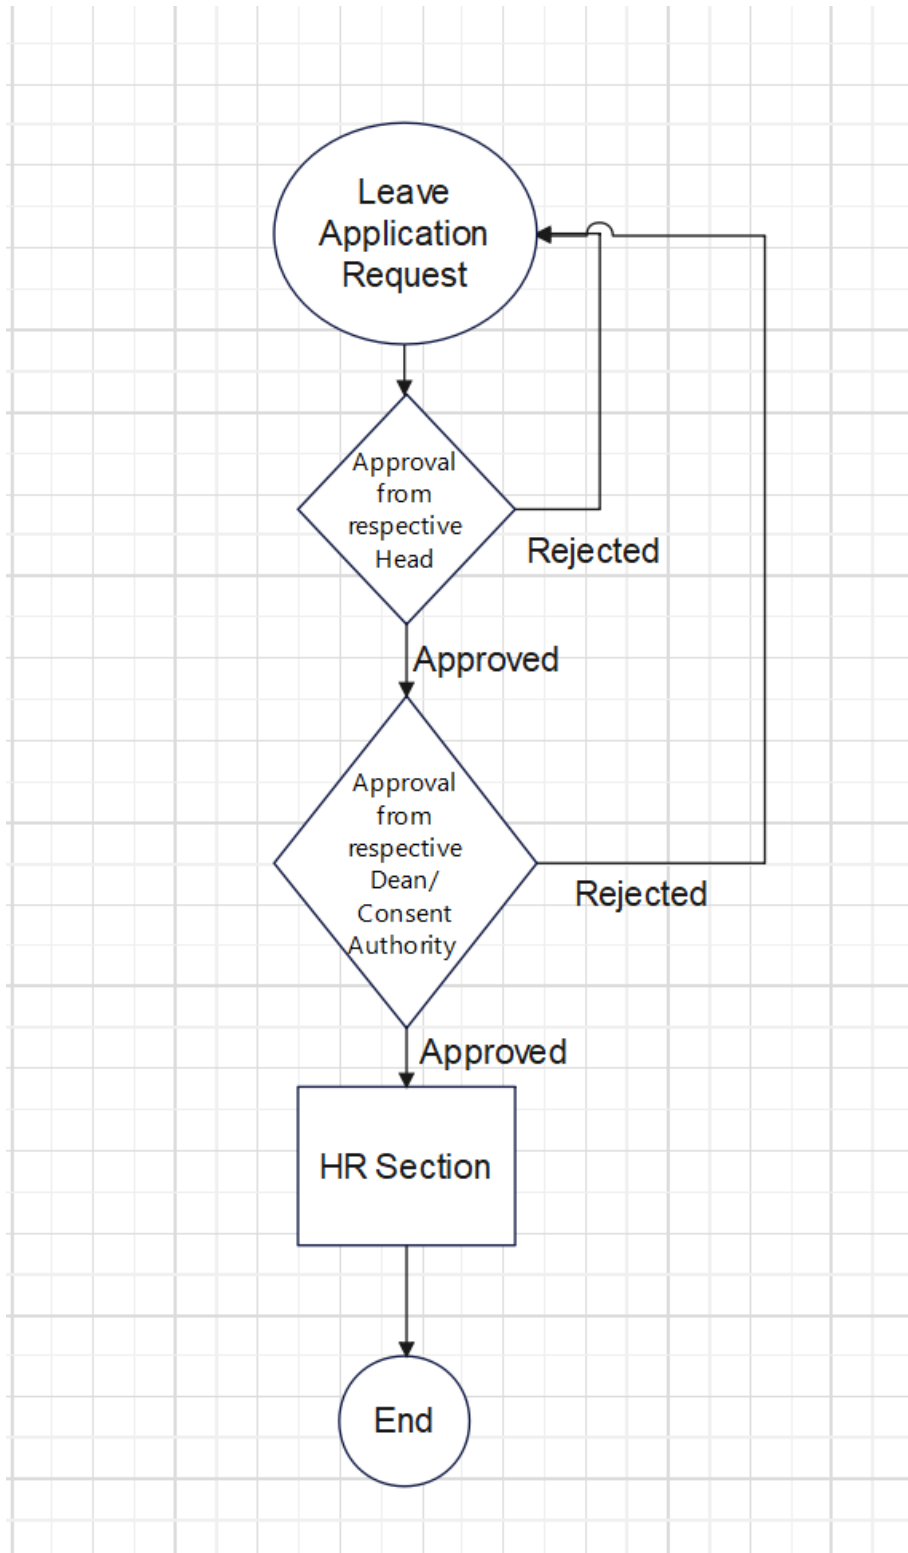 Leave
Application
Request
Approval
from
respective
Head
Rejected
Approved
Approval
from
respective
Dean/
Consent
Authority
Rejected
Approved
HR Section
End